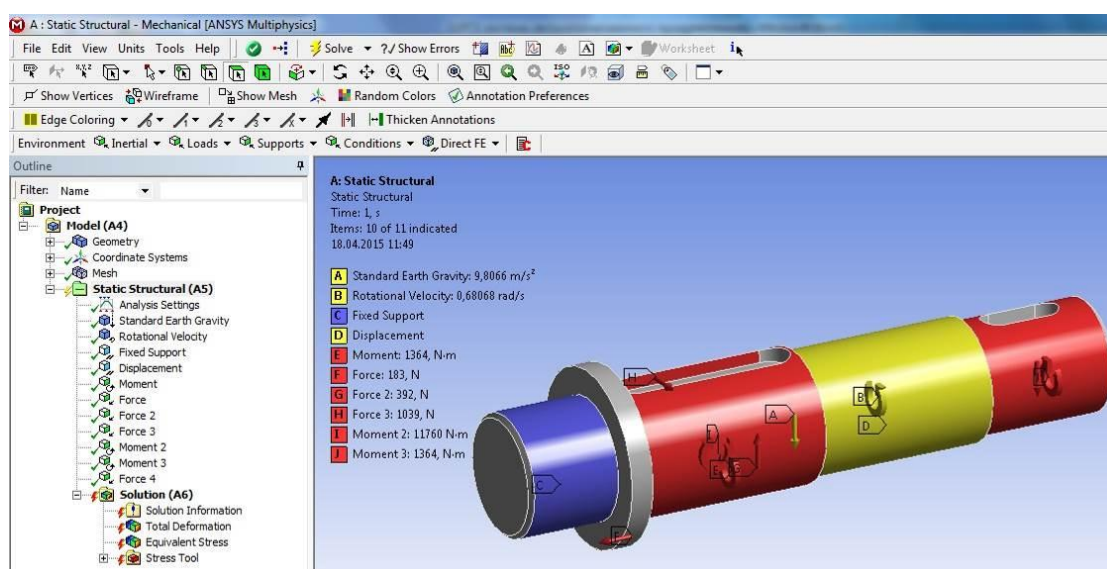 A : Static Structural - Mechanical [ANSYS Multiphysics]
File Edit View Units Tools Help Solve ?/ Show Errors Abc A Worksheet i
x,y,z ISO
Show Vertices Wireframe Show Mesh Random Colors Annotation Preferences
Edge Coloring Thicken Annotations
Environment Inertial Loads Supports Conditions Direct FE
Outline
Filter: Name
Project
Model (A4)
Geometry
Coordinate Systems
Mesh
Static Structural (A5)
Analysis Settings
Standard Earth Gravity
Rotational Velocity
Fixed Support
Displacement
Moment
Force
Force 2
Force 3
Moment 2
Moment 3
Force 4
Solution (A6)
Solution Information
Total Deformation
Equivalent Stress
Stress Tool
A: Static Structural
Static Structural
Time: 1, s
Items: 10 of 11 indicated
18.04.2015 11:49
A Standard Earth Gravity: 9,8066 m/s²
B Rotational Velocity: 0,68068 rad/s
C Fixed Support
D Displacement
E Moment: 1364, N·m
F Force: 183, N
G Force 2: 392, N
H Force 3: 1039, N
I Moment 2: 11760 N·m
J Moment 3: 1364, N·m
H
B
A
D
I
E
G
C